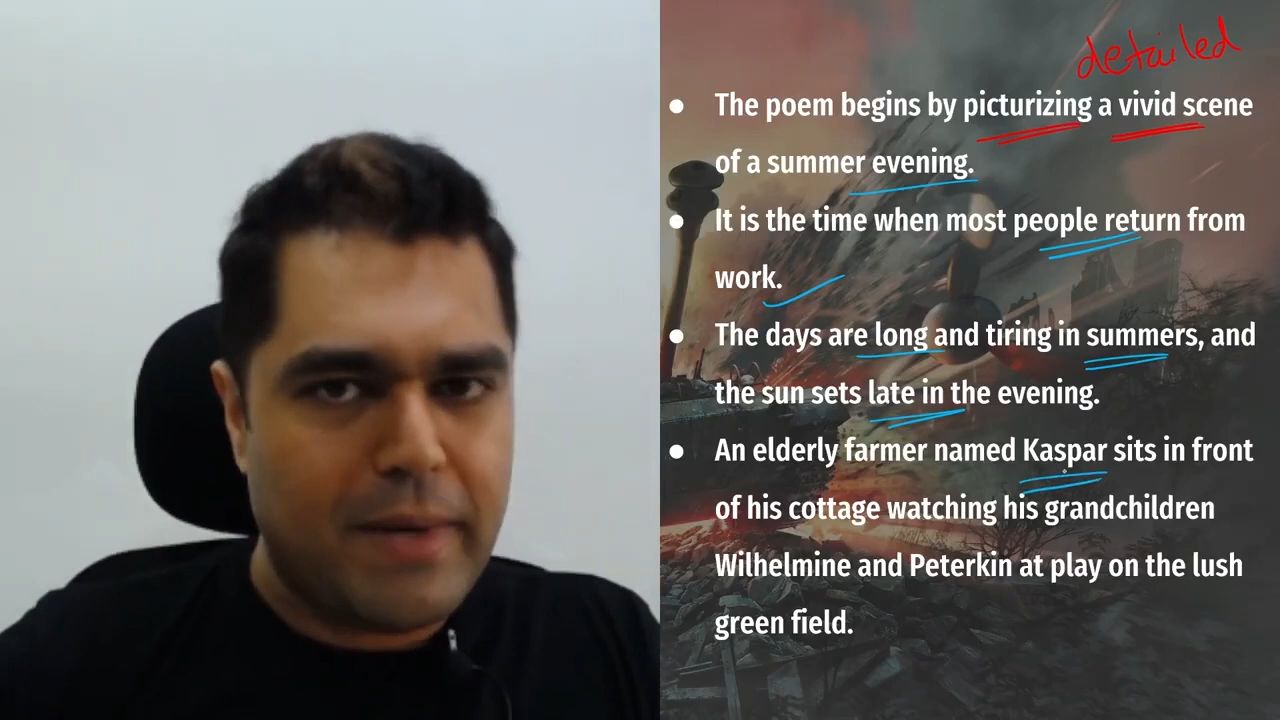 detailed
● The poem begins by picturizing a vivid scene
of a summer evening.
● It is the time when most people return from
work.
● The days are long and tiring in summers, and
the sun sets late in the evening.
● An elderly farmer named Kaspar sits in front
of his cottage watching his grandchildren
Wilhelmine and Peterkin at play on the lush
green field.